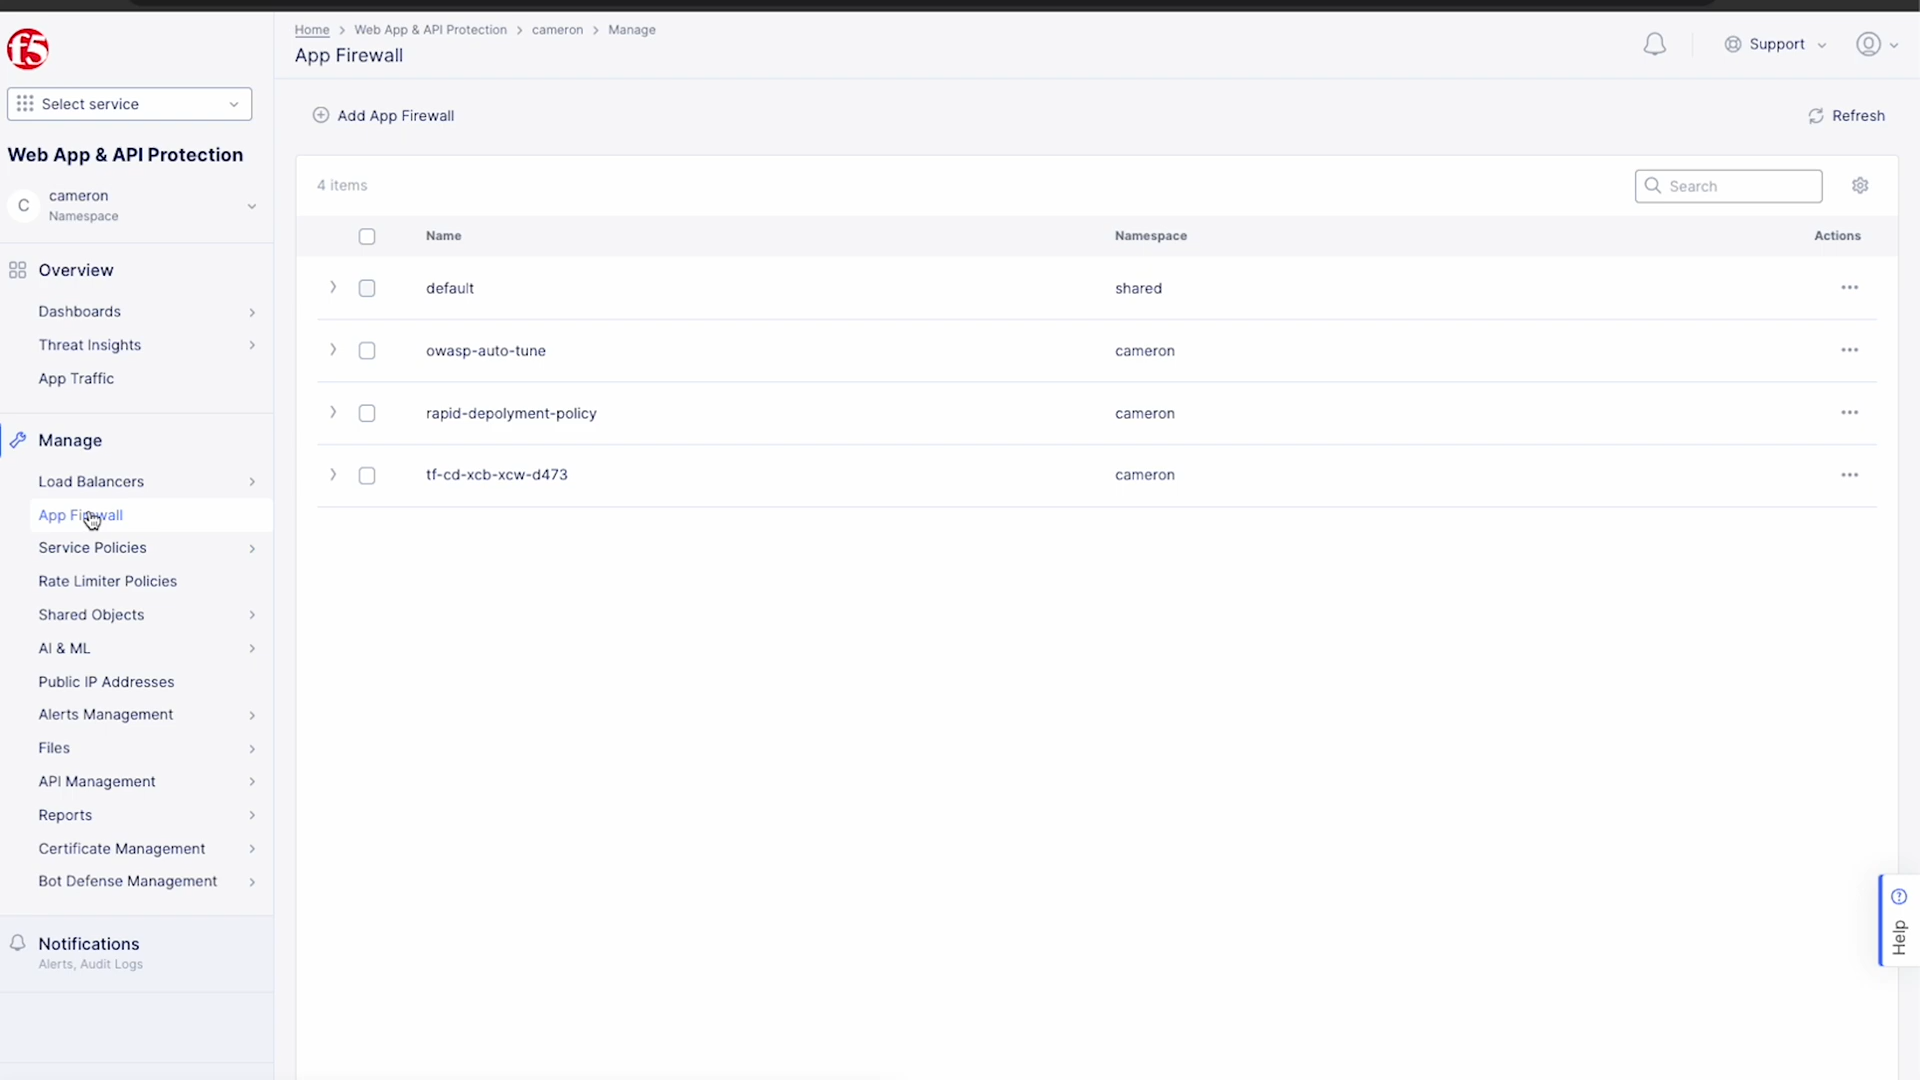 Home > Web App & API Protection > cameron > Manage
App Firewall
Support
f5
Select service
Web App & API Protection
C
cameron
Namespace
Overview
Dashboards
Threat Insights
App Traffic
Manage
Load Balancers
App Firewall
Service Policies
Rate Limiter Policies
Shared Objects
AI & ML
Public IP Addresses
Alerts Management
Files
API Management
Reports
Certificate Management
Bot Defense Management
Notifications
Alerts, Audit Logs
Add App Firewall
Refresh
4 items
Search
Name Namespace Actions
default shared
owasp-auto-tune cameron
rapid-depolyment-policy cameron
tf-cd-xcb-xcw-d473 cameron
Help